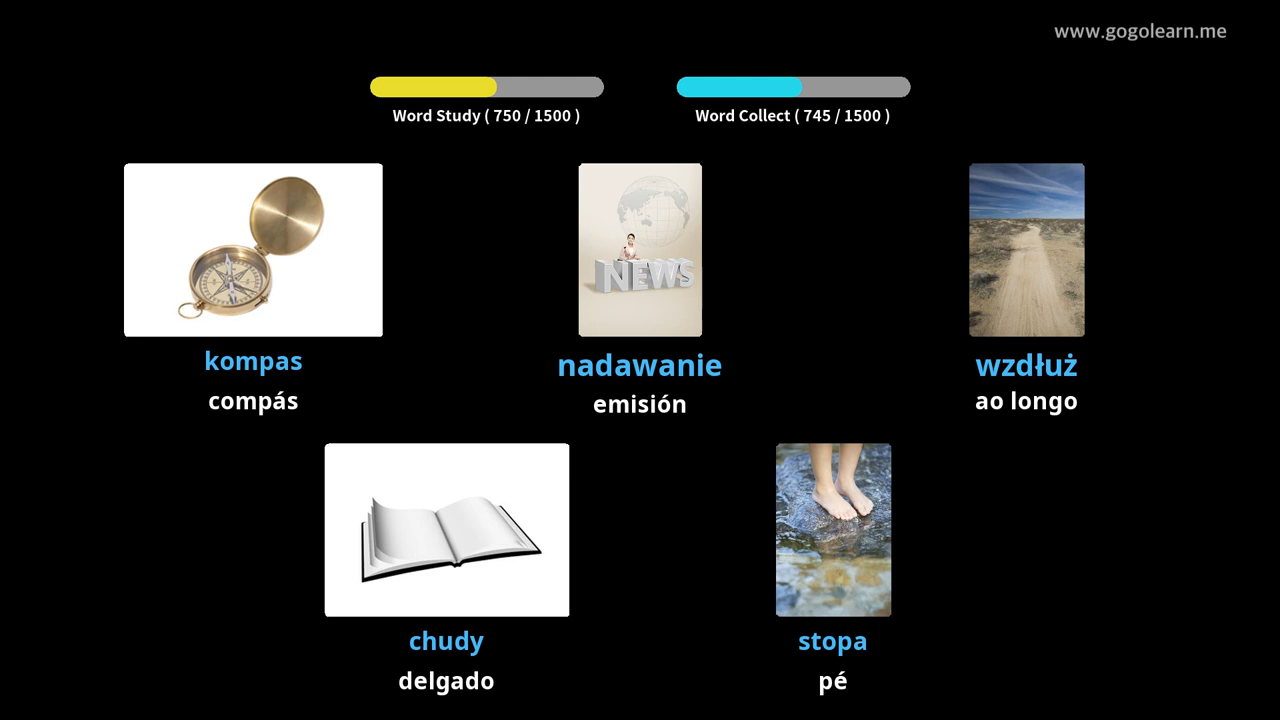 www.gogolearn.me
Word Study ( 750 / 1500 )
Word Collect ( 745 / 1500 )
NEWS
kompas
compás
nadawanie
emisión
wzdłuż
ao longo
chudy
delgado
stopa
pé